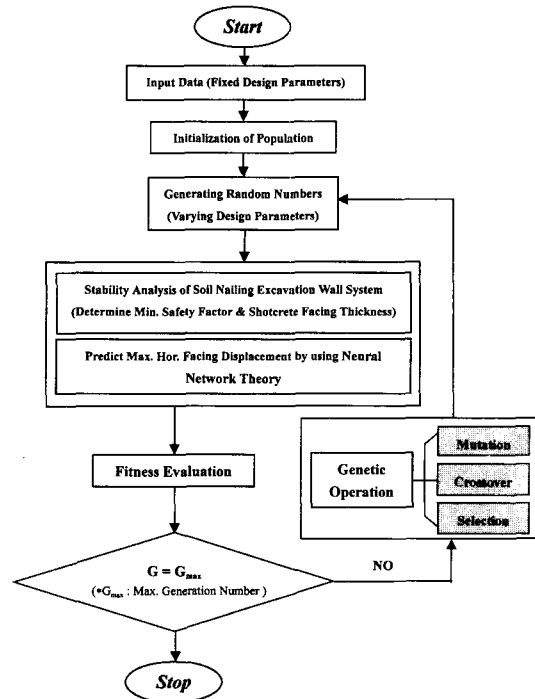 Start
Input Data (Fixed Design Parameters)
Initialization of Population
Generating Random Numbers
(Varying Design Parameters)
Stability Analysis of Soil Nailing Excavation Wall System
(Determine Min. Safety Factor & Shotcrete Facing Thickness)
Predict Max. Hor. Facing Displacement by using Neural
Network Theory
Fitness Evaluation
Genetic
Operation
Mutation
Crossover
Selection
G = Gmax
(*Gmax : Max. Generation Number )
NO
Stop